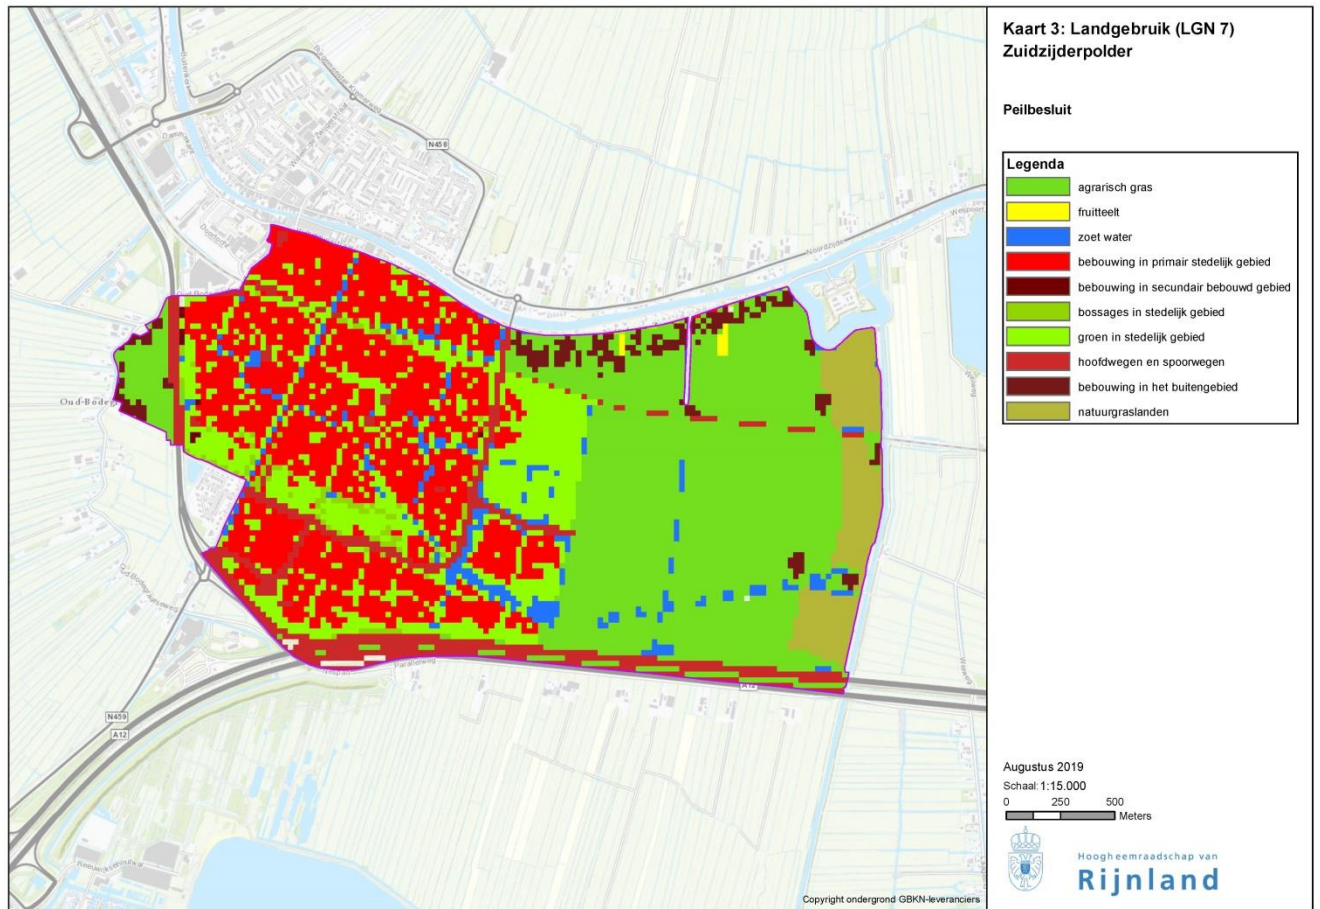 Kaart 3: Landgebruik (LGN 7)
Zuidzijderpolder
Peilbesluit
Legenda
agrarisch gras
fruitteelt
zoet water
bebouwing in primair stedelijk gebied
bebouwing in secundair bebouwd gebied
bossages in stedelijk gebied
groen in stedelijk gebied
hoofdwegen en spoorwegen
bebouwing in het buitengebied
natuurgraslanden
N458
Noordzijde
Parallelweg
A12
N459
A12
Augustus 2019
Schaal: 1:15.000
0 250 500
Meters
Hoogheemraadschap van
Rijnland
Copyright ondergrond GBKN-leveranciers